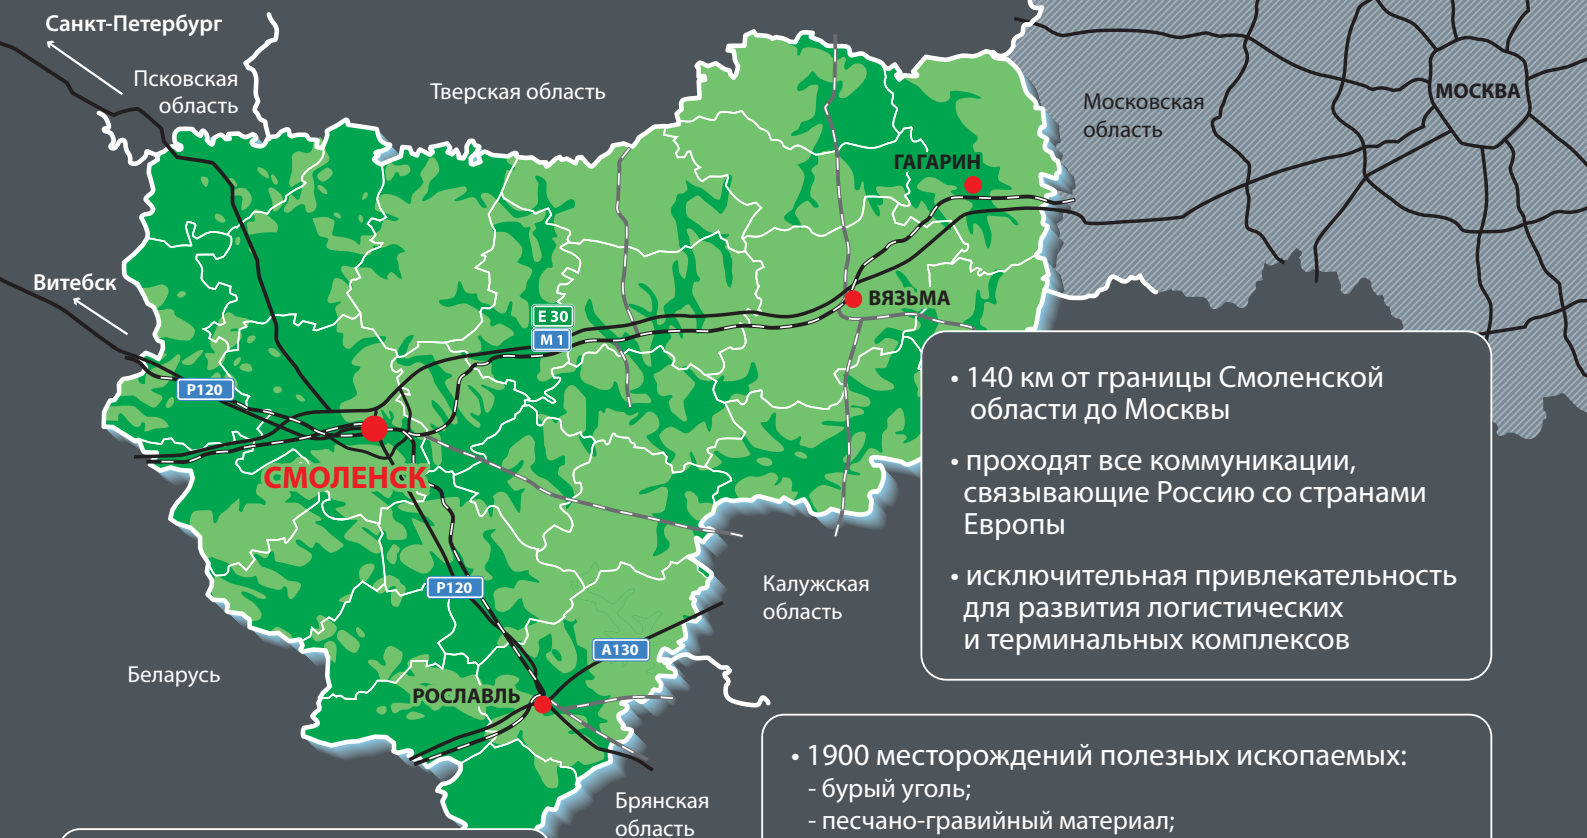 Санкт-Петербург
Псковская
область
Тверская область
Московская
область
МОСКВА
ГАГАРИН
Витебск
ВЯЗЬМА
E 30
M 1
P120
СМОЛЕНСК
P120
A130
РОСЛАВЛЬ
Беларусь
Калужская
область
Брянская
область
• 140 км от границы Смоленской
области до Москвы
• проходят все коммуникации,
связывающие Россию со странами
Европы
• исключительная привлекательность
для развития логистических
и терминальных комплексов
• 1900 месторождений полезных ископаемых:
- бурый уголь;
- песчано-гравийный материал;